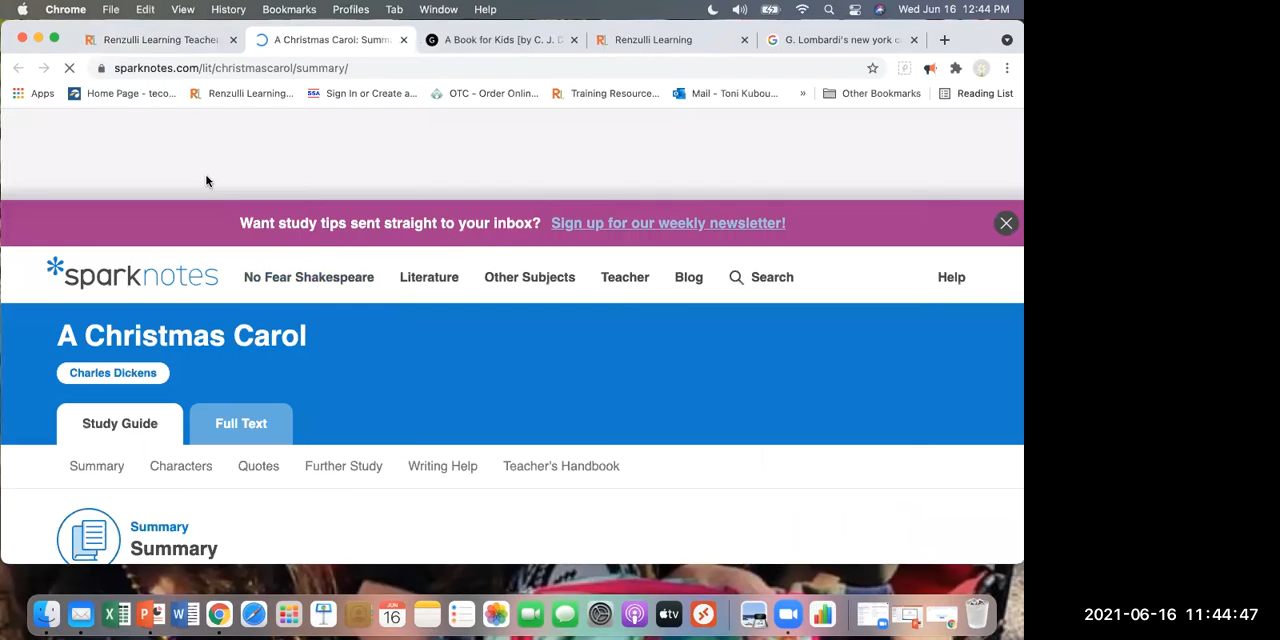 Chrome File Edit View History Bookmarks Profiles Tab Window Help Wed Jun 16 12:44 PM
Renzulli Learning Teache
A Christmas Carol: Summ
A Book for Kids [by C. J. D
Renzulli Learning
G. Lombardi's new york c
sparknotes.com/lit/christmascarol/summary/
Apps Home Page - teco... Renzulli Learning... Sign In or Create a... OTC - Order Onlin... Training Resource... Mail - Toni Kubou... » Other Bookmarks Reading List
Want study tips sent straight to your inbox? Sign up for our weekly newsletter!
sparknotes No Fear Shakespeare Literature Other Subjects Teacher Blog Search Help
A Christmas Carol
Charles Dickens
Study Guide Full Text
Summary Characters Quotes Further Study Writing Help Teacher's Handbook
Summary
Summary
JUN
16
tv
2021-06-16 11:44:47